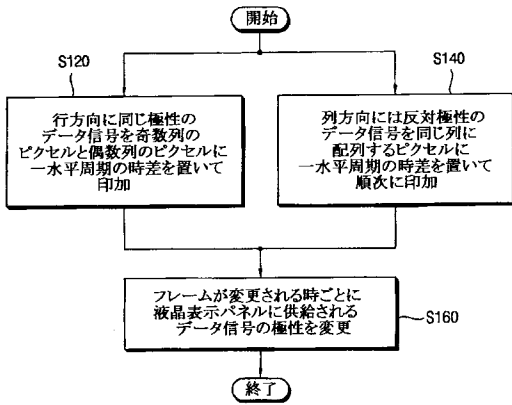 開始
S120
行方向に同じ極性の
データ信号を奇数列の
ピクセルと偶数列のピクセルに
一水平周期の時差を置いて
印加
S140
列方向には反対極性の
データ信号を同じ列に
配列するピクセルに
一水平周期の時差を置いて
順次に印加
フレームが変更される時ごとに
液晶表示パネルに供給される
データ信号の極性を変更
S160
終了